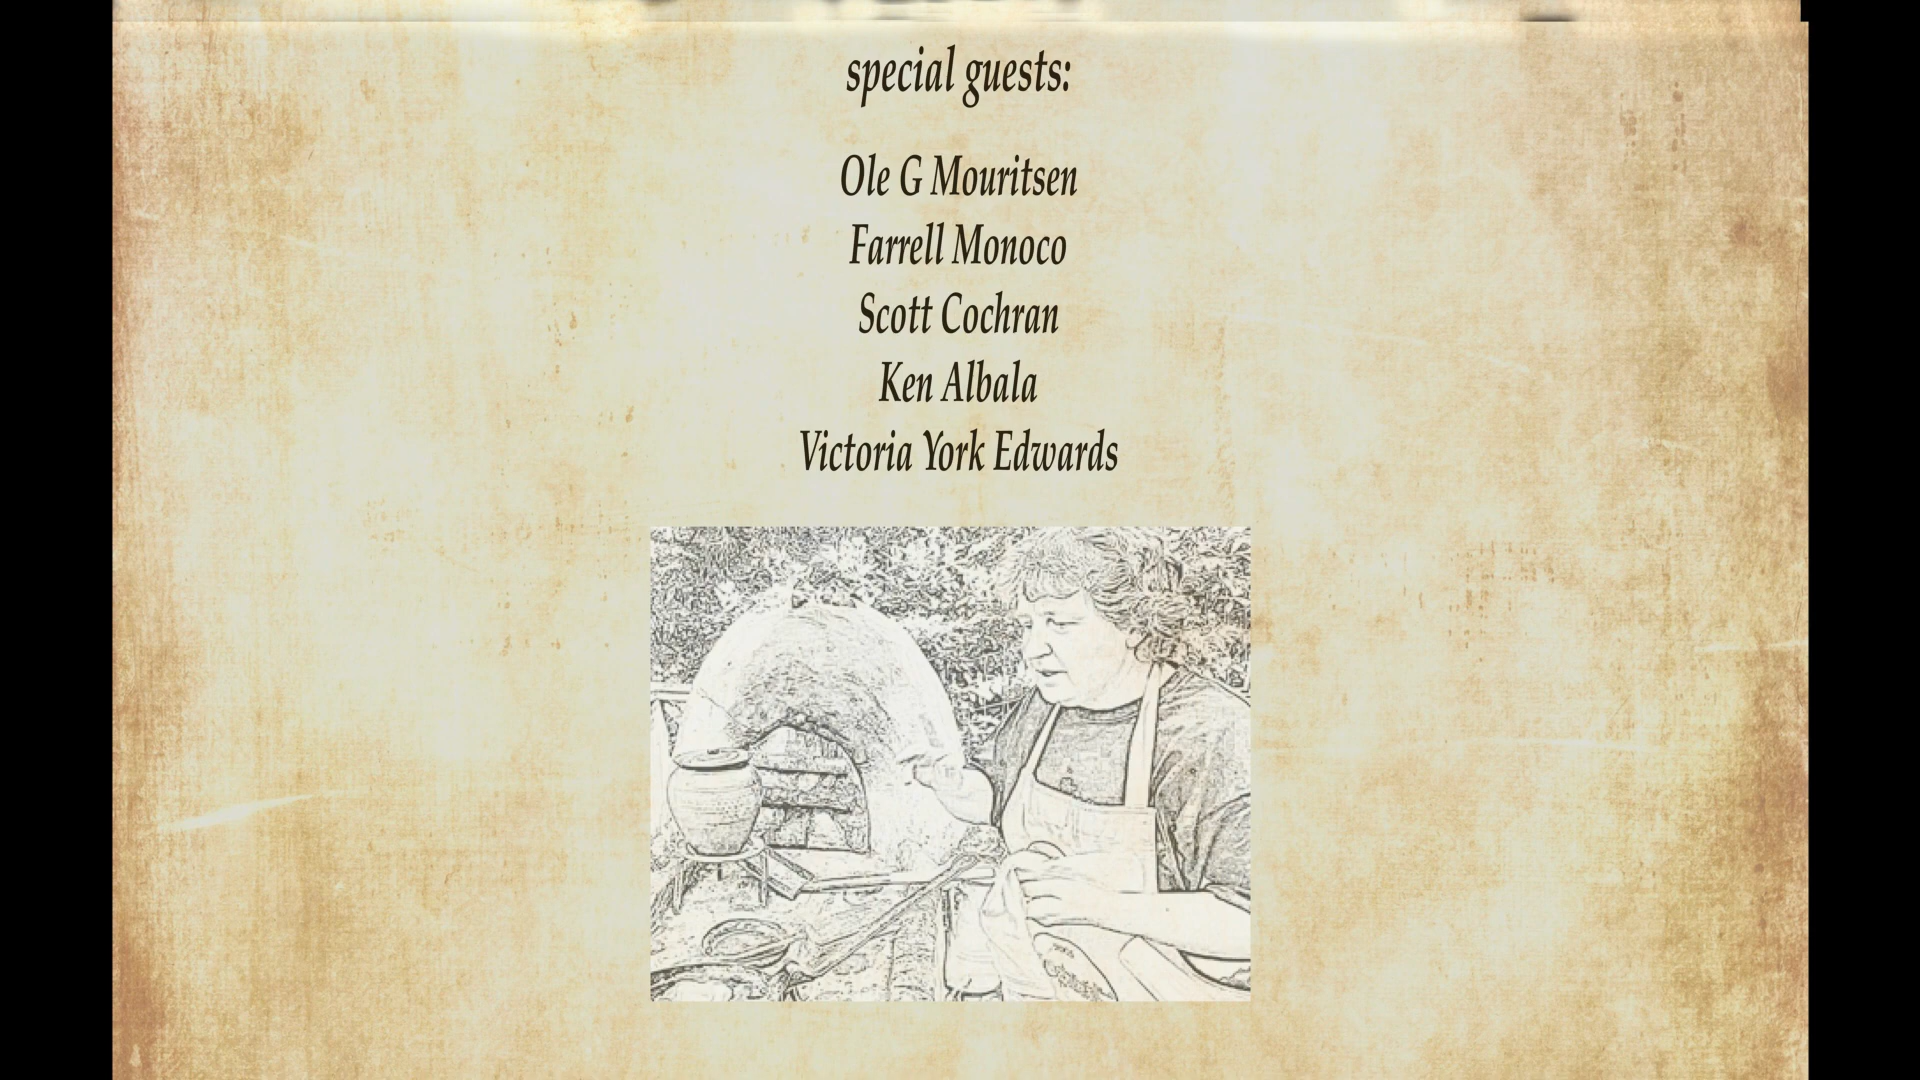 special guests:
Ole G Mouritsen
Farrell Monoco
Scott Cochran
Ken Albala
Victoria York Edwards